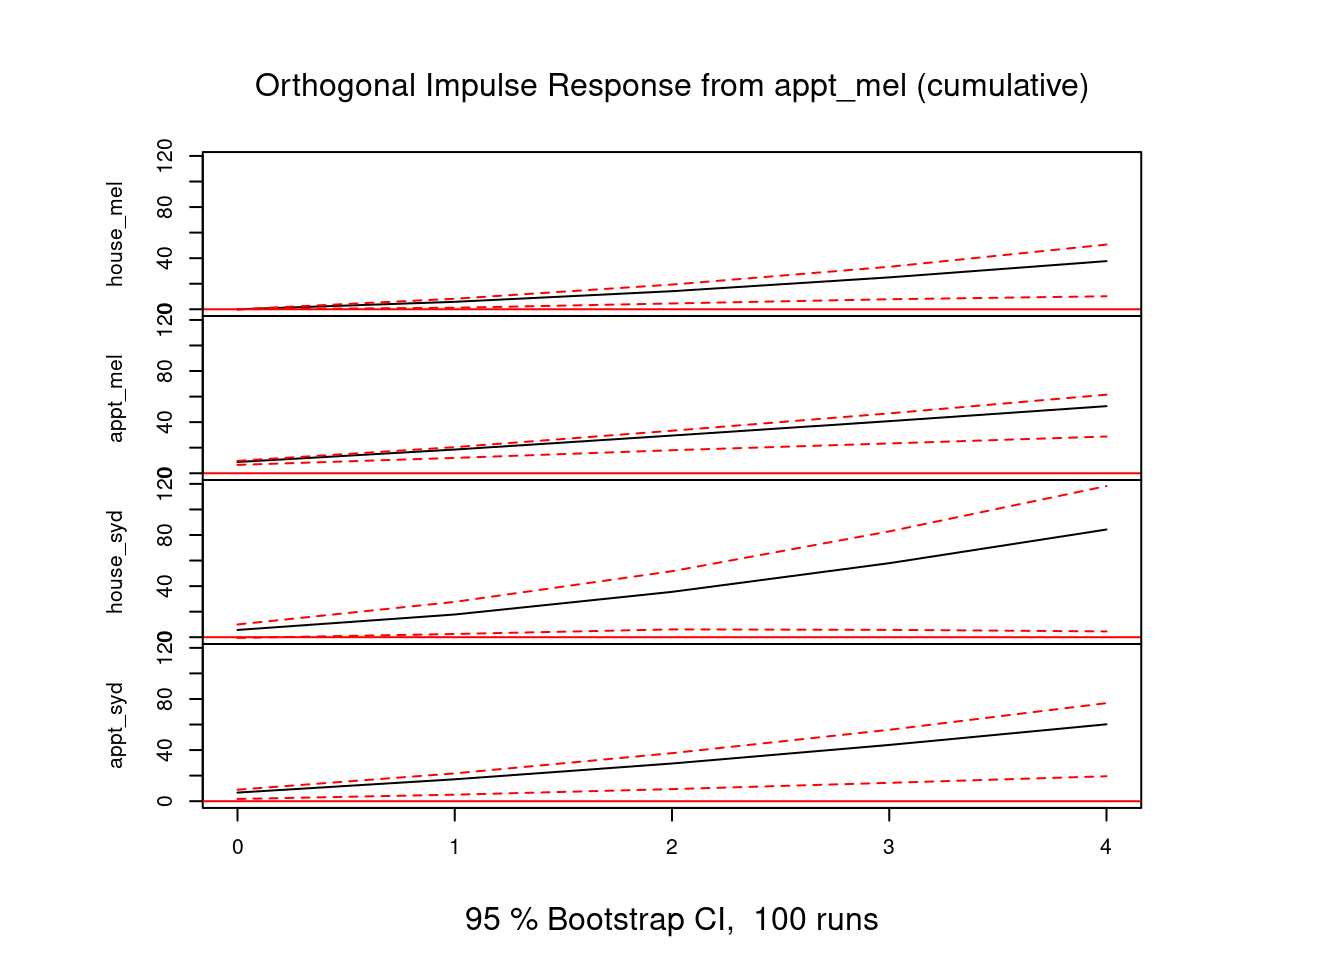 Orthogonal Impulse Response from appt_mel (cumulative)
house_mel
120
80
40
0
appt_mel
120
80
40
0
house_syd
120
80
40
0
appt_syd
120
80
40
0
0 1 2 3 4
95 % Bootstrap CI, 100 runs